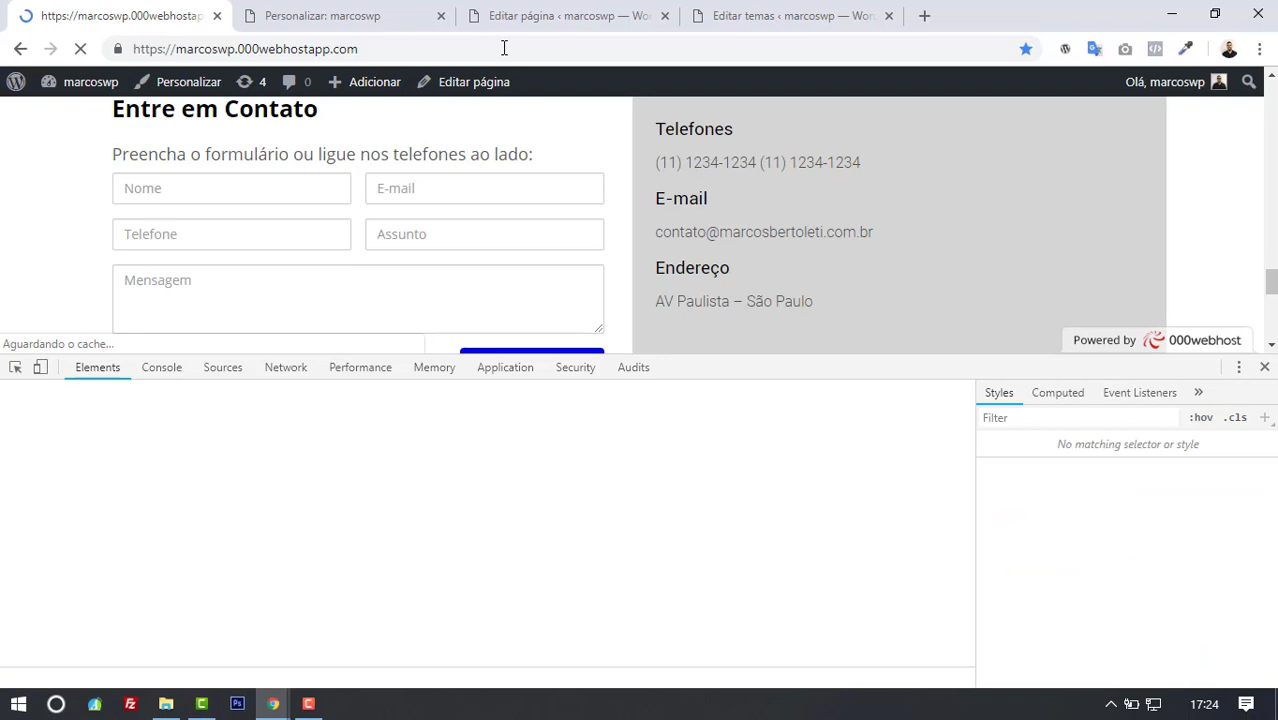 https://marcoswp.000webhostap
Personalizar: marcoswp
Editar página ‹ marcoswp — Wor
Editar temas ‹ marcoswp — Wor
https://marcoswp.000webhostapp.com
marcoswp
Personalizar
4
0
Adicionar
Editar página
Olá, marcoswp
Entre em Contato
Preencha o formulário ou ligue nos telefones ao lado:
Nome
E-mail
Telefone
Assunto
Mensagem
Telefones
(11) 1234-1234 (11) 1234-1234
E-mail
contato@marcosbertoleti.com.br
Endereço
AV Paulista – São Paulo
Aguardando o cache...
Powered by 000webhost
Elements
Console
Sources
Network
Performance
Memory
Application
Security
Audits
Styles
Computed
Event Listeners
»
Filter
:hov
.cls
+
No matching selector or style
17:24